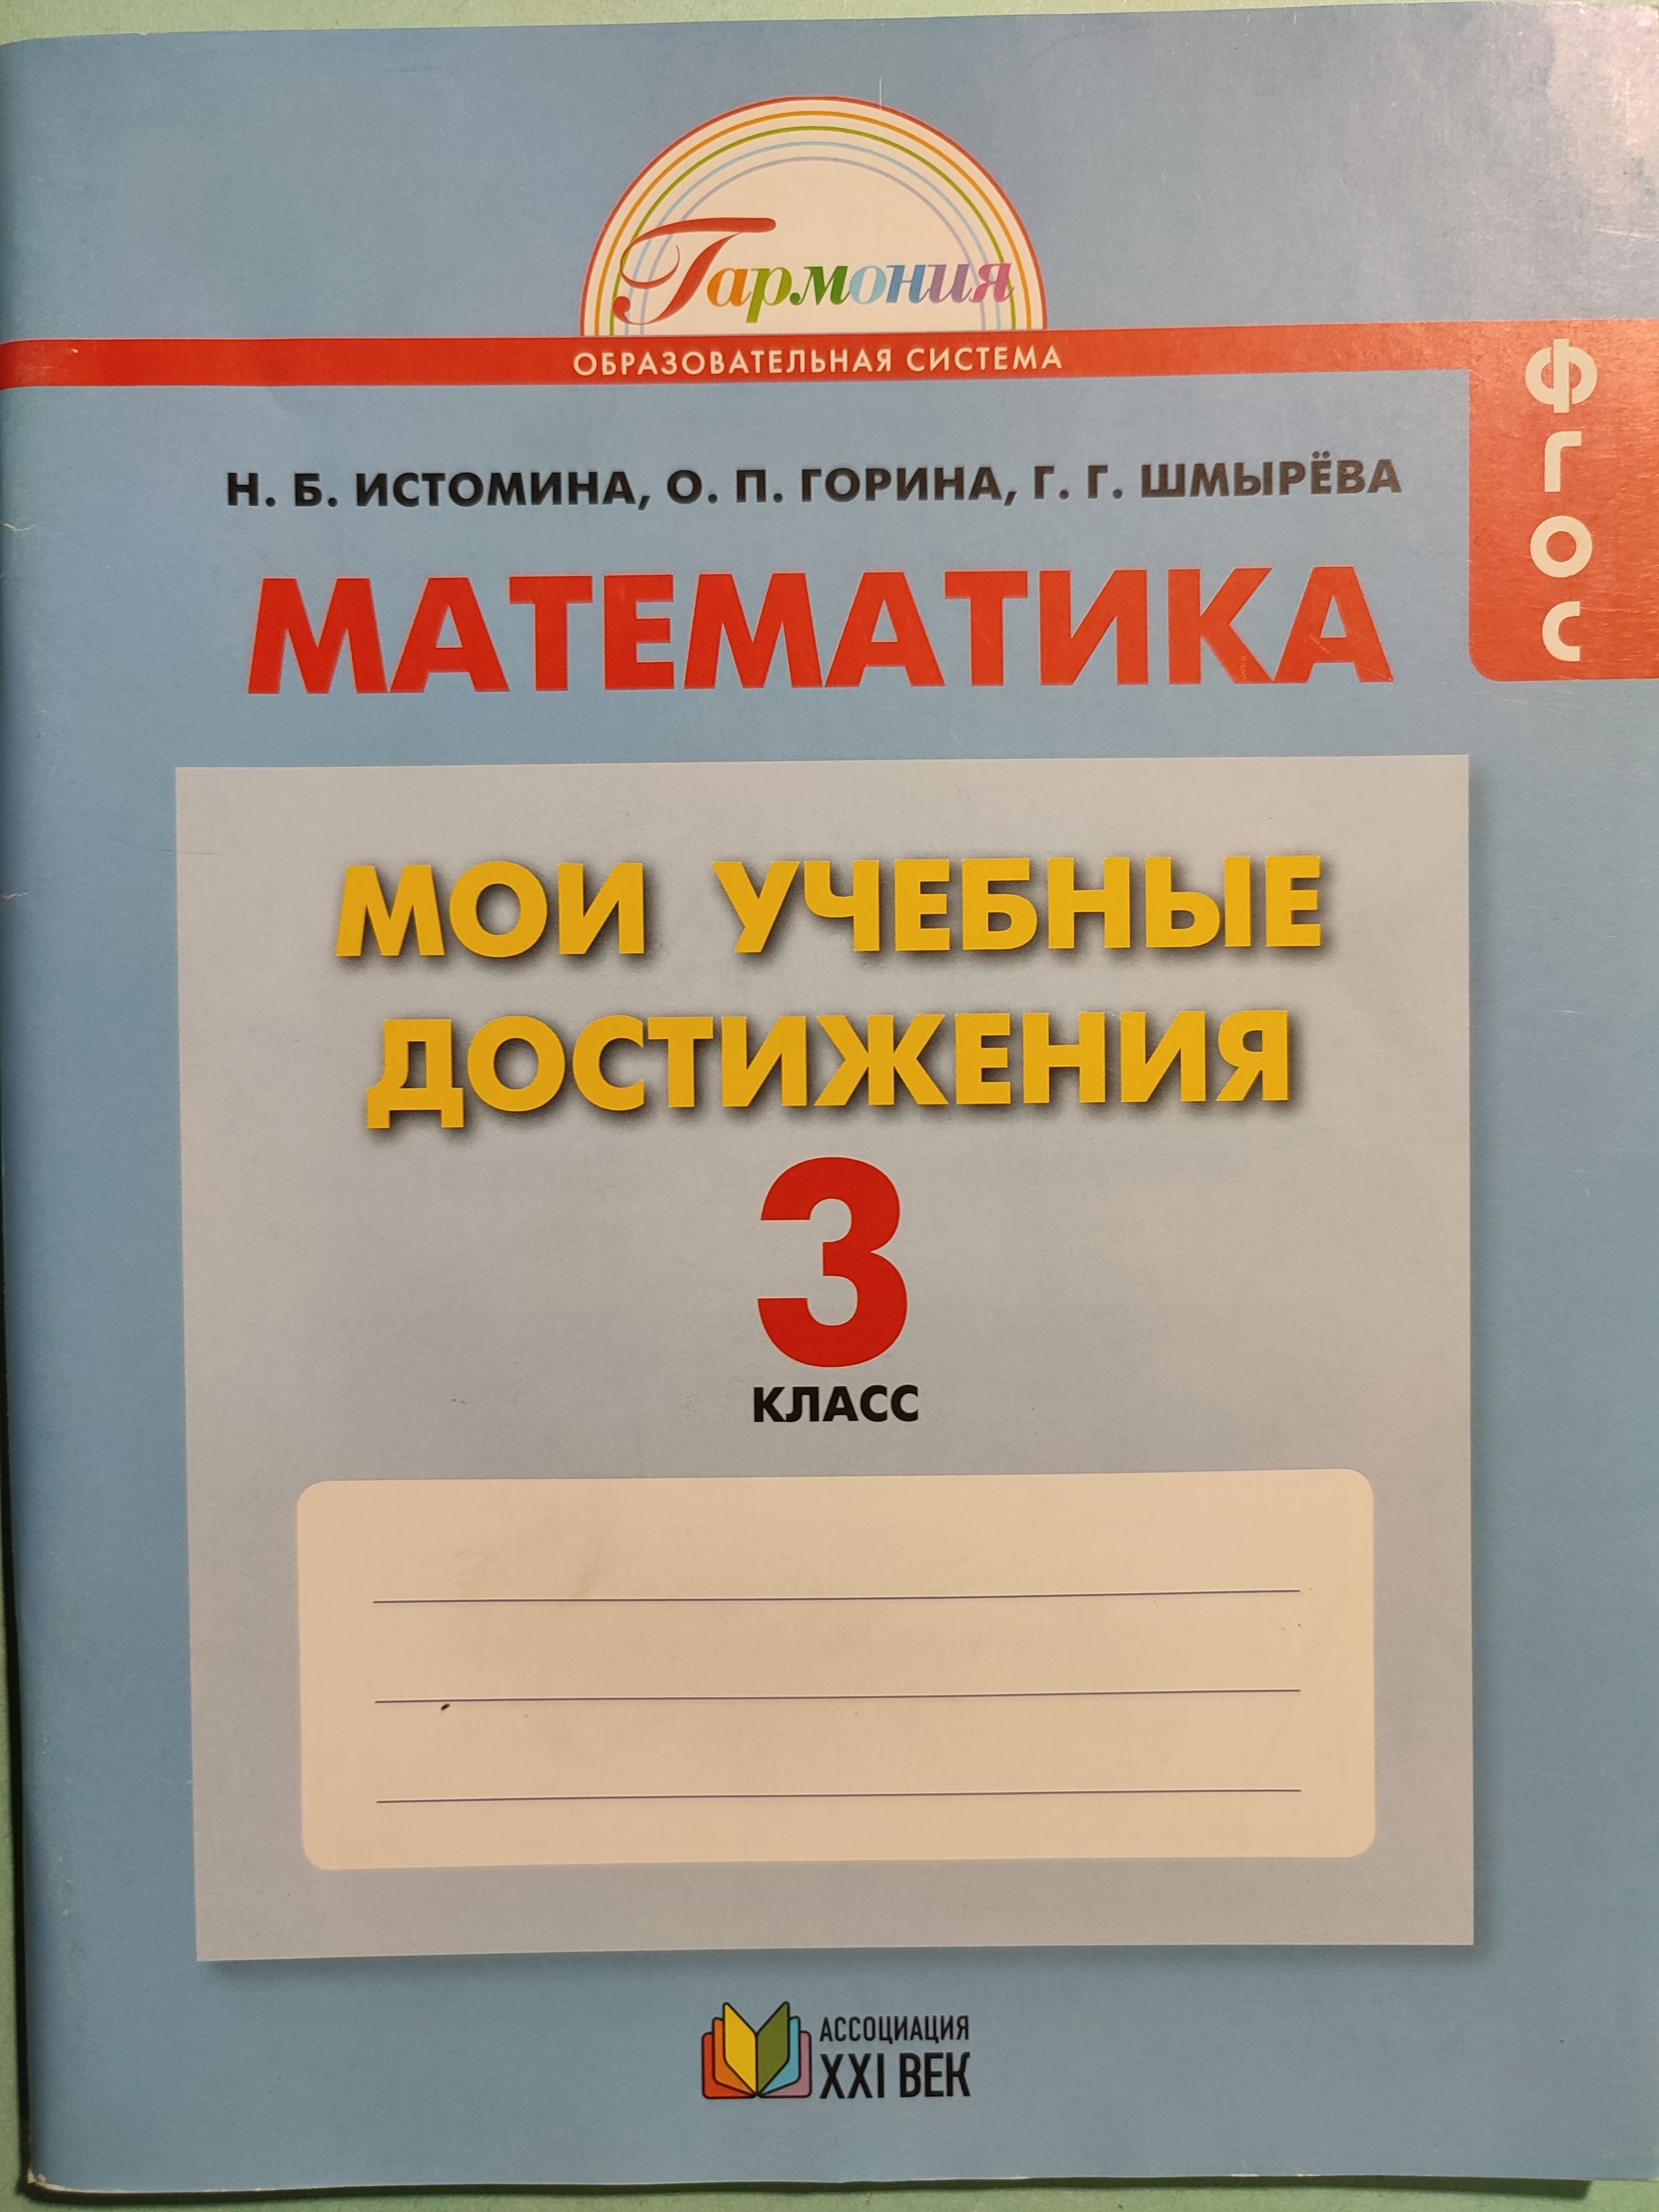 Гармония
ОБРАЗОВАТЕЛЬНАЯ СИСТЕМА
ФГОС
Н. Б. ИСТОМИНА, О. П. ГОРИНА, Г. Г. ШМЫРЁВА
МАТЕМАТИКА
МОИ УЧЕБНЫЕ
ДОСТИЖЕНИЯ
3
КЛАСС
АССОЦИАЦИЯ
XXI ВЕК